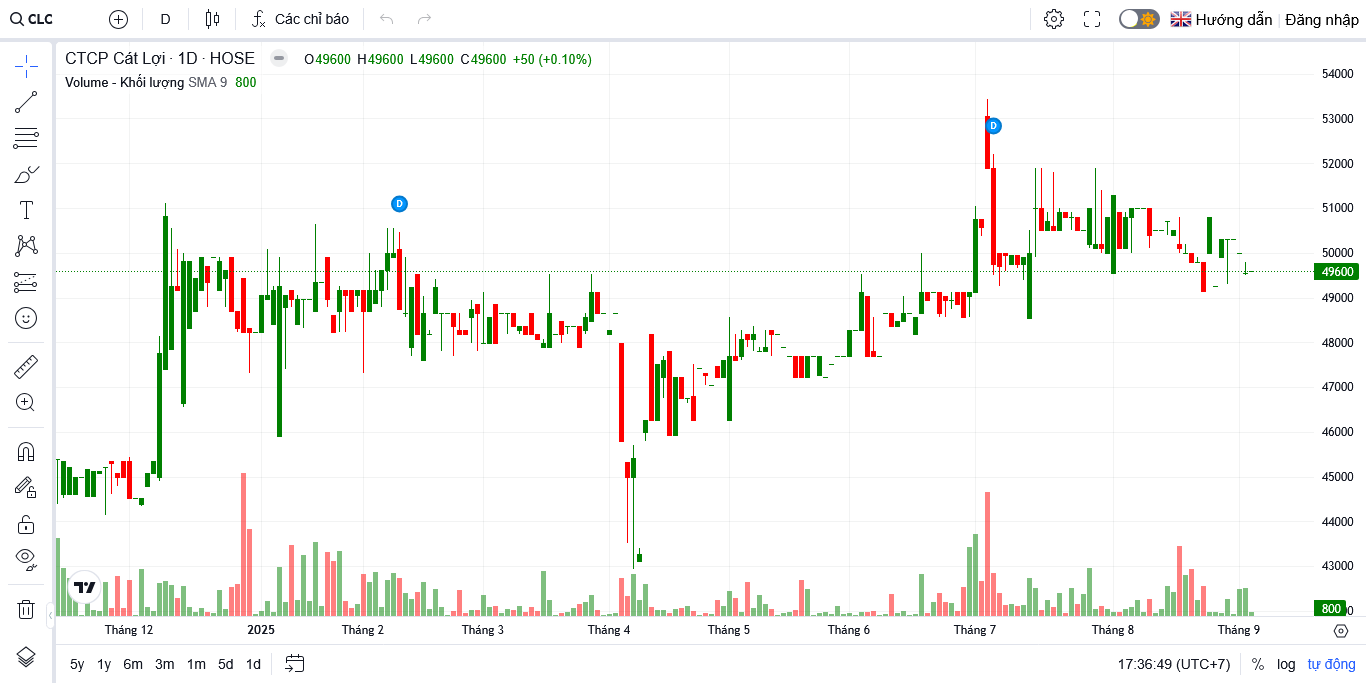 CLC D Các chỉ báo Hướng dẫn Đăng nhập
CTCP Cát Lợi · 1D · HOSE O49600 H49600 L49600 C49600 +50 (+0.10%)
Volume - Khối lượng SMA 9 800
54000
53000
52000
51000
50000
49600
49000
48000
47000
46000
45000
44000
43000
800
0
D
D
Tháng 12 2025 Tháng 2 Tháng 3 Tháng 4 Tháng 5 Tháng 6 Tháng 7 Tháng 8 Tháng 9
5y 1y 6m 3m 1m 5d 1d 17:36:49 (UTC+7) % log tự động